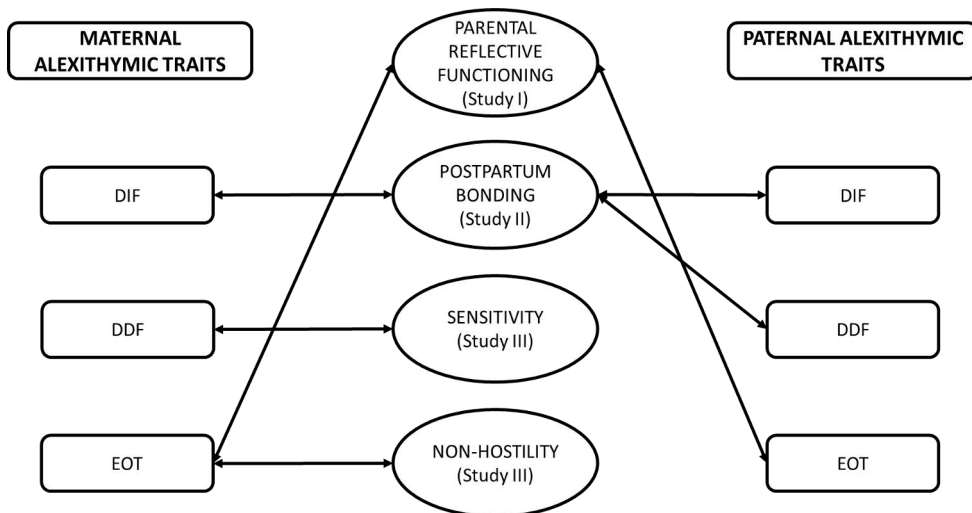 MATERNAL
ALEXITHYMIC TRAITS
DIF
DDF
EOT
PARENTAL
REFLECTIVE
FUNCTIONING
(Study I)
POSTPARTUM
BONDING
(Study II)
SENSITIVITY
(Study III)
NON-HOSTILITY
(Study III)
PATERNAL ALEXITHYMIC
TRAITS
DIF
DDF
EOT